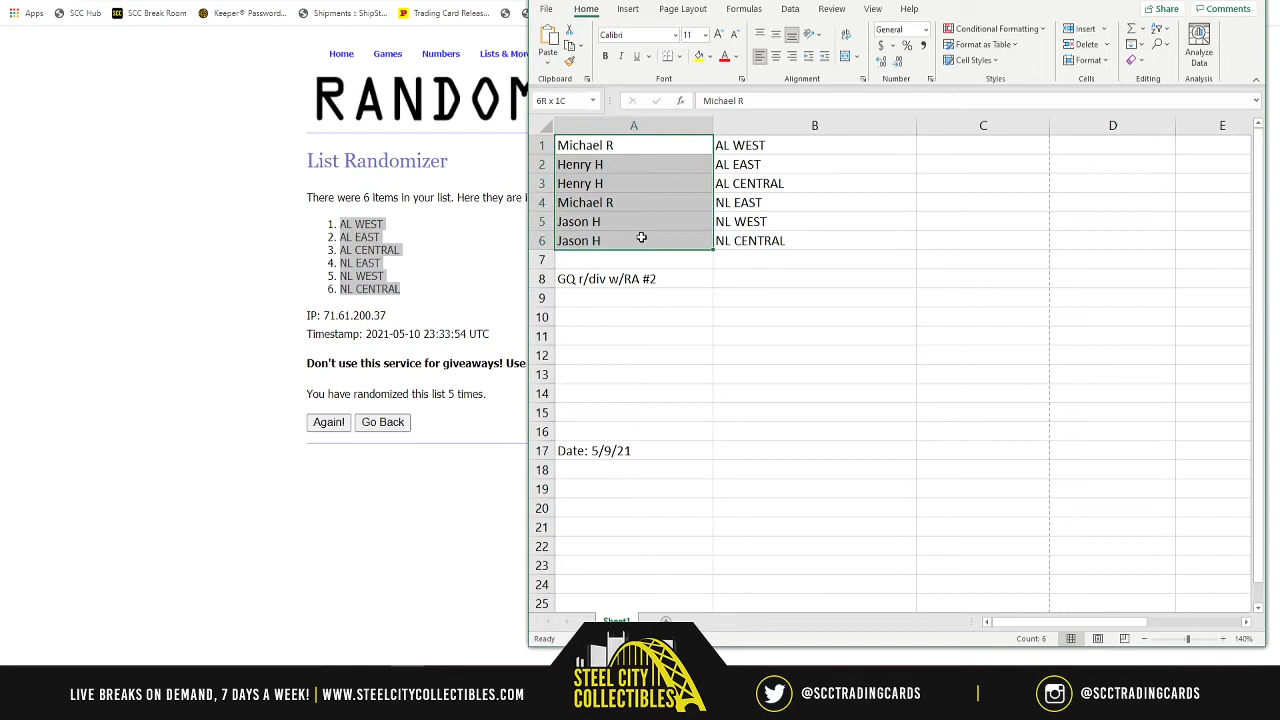 Apps SCC Hub SCC Break Room Keeper® Password... Shipments :: ShipSt... Trading Card Releas...
Home Games Numbers Lists & Mor
RANDOM
List Randomizer
There were 6 items in your list. Here they are i
1. AL WEST
2. AL EAST
3. AL CENTRAL
4. NL EAST
5. NL WEST
6. NL CENTRAL
IP: 71.61.200.37
Timestamp: 2021-05-10 23:33:54 UTC
Don't use this service for giveaways! Use
You have randomized this list 5 times.
Again! Go Back
File Home Insert Page Layout Formulas Data Review View Help Share Comments
Paste Calibri 11 General Conditional Formatting Insert Analyze Data
Format as Table Delete
Cell Styles Format
Clipboard Font Alignment Number Styles Cells Editing Analysis
6R x 1C Michael R
A B C D E
1 Michael R AL WEST
2 Henry H AL EAST
3 Henry H AL CENTRAL
4 Michael R NL EAST
5 Jason H NL WEST
6 Jason H NL CENTRAL
7
8 GQ r/div w/RA #2
9
10
11
12
13
14
15
16
17 Date: 5/9/21
18
19
20
21
22
23
24
25
Sheet1
Ready Count: 6 140%
LIVE BREAKS ON DEMAND, 7 DAYS A WEEK! | WWW.STEELCITYCOLLECTIBLES.COM
STEEL CITY
COLLECTIBLES
@SCCTRADINGCARDS | @SCCTRADINGCARDS